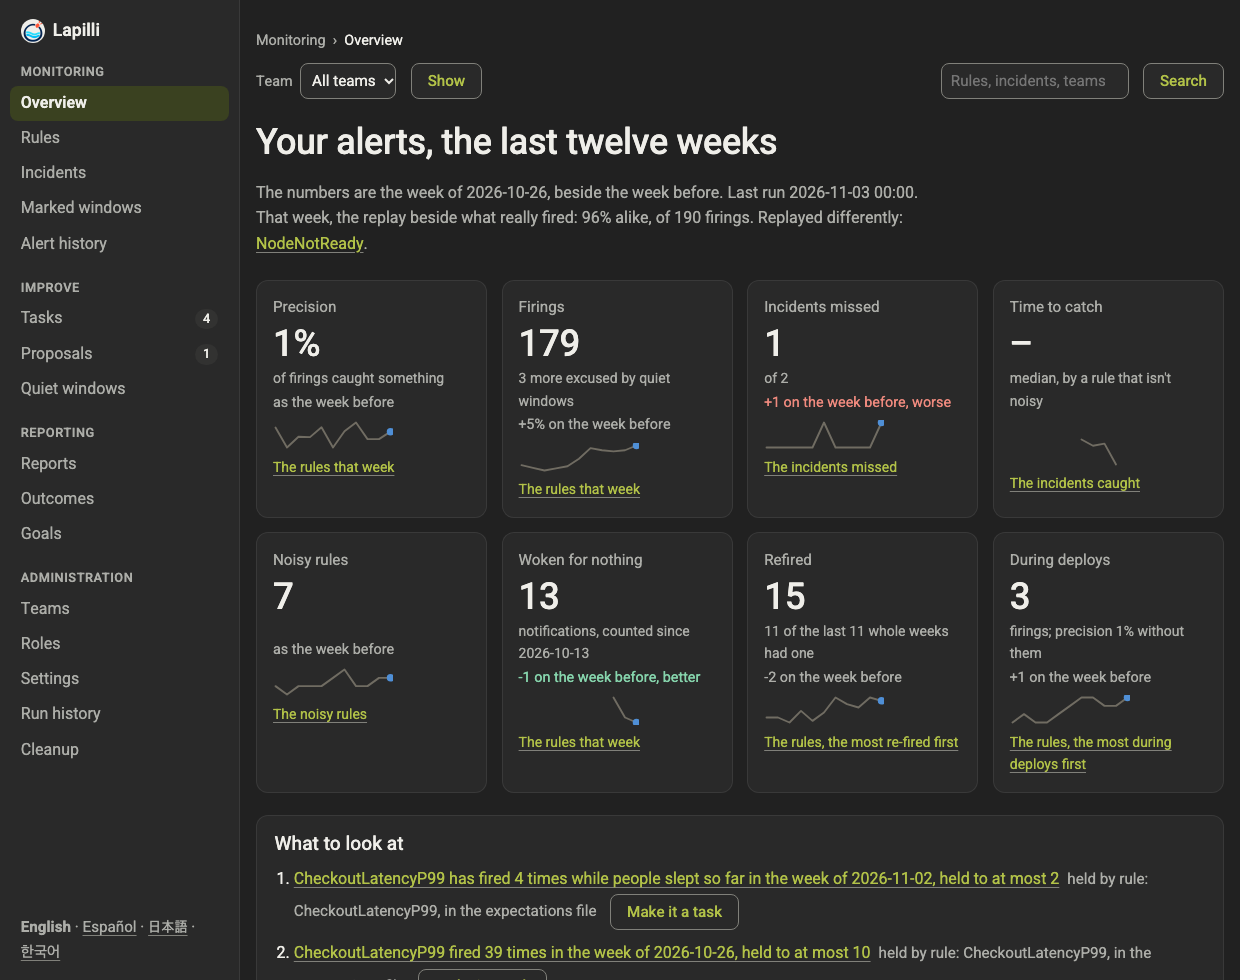 Lapilli
MONITORING
Overview
Rules
Incidents
Marked windows
Alert history
IMPROVE
Tasks 4
Proposals 1
Quiet windows
REPORTING
Reports
Outcomes
Goals
ADMINISTRATION
Teams
Roles
Settings
Run history
Cleanup
English · Español · 日本語 ·
한국어
Monitoring › Overview
Team All teams Show Rules, incidents, teams Search
Your alerts, the last twelve weeks
The numbers are the week of 2026-10-26, beside the week before. Last run 2026-11-03 00:00.
That week, the replay beside what really fired: 96% alike, of 190 firings. Replayed differently:
NodeNotReady.
Precision
1%
of firings caught something
as the week before
The rules that week
Firings
179
3 more excused by quiet
windows
+5% on the week before
The rules that week
Incidents missed
1
of 2
+1 on the week before, worse
The incidents missed
Time to catch
–
median, by a rule that isn't
noisy
The incidents caught
Noisy rules
7
as the week before
The noisy rules
Woken for nothing
13
notifications, counted since
2026-10-13
-1 on the week before, better
The rules that week
Refired
15
11 of the last 11 whole weeks
had one
-2 on the week before
The rules, the most re-fired first
During deploys
3
firings; precision 1% without
them
+1 on the week before
The rules, the most during
deploys first
What to look at
1. CheckoutLatencyP99 has fired 4 times while people slept so far in the week of 2026-11-02, held to at most 2 held by rule:
CheckoutLatencyP99, in the expectations file Make it a task
2. CheckoutLatencyP99 fired 39 times in the week of 2026-10-26, held to at most 10 held by rule: CheckoutLatencyP99, in the